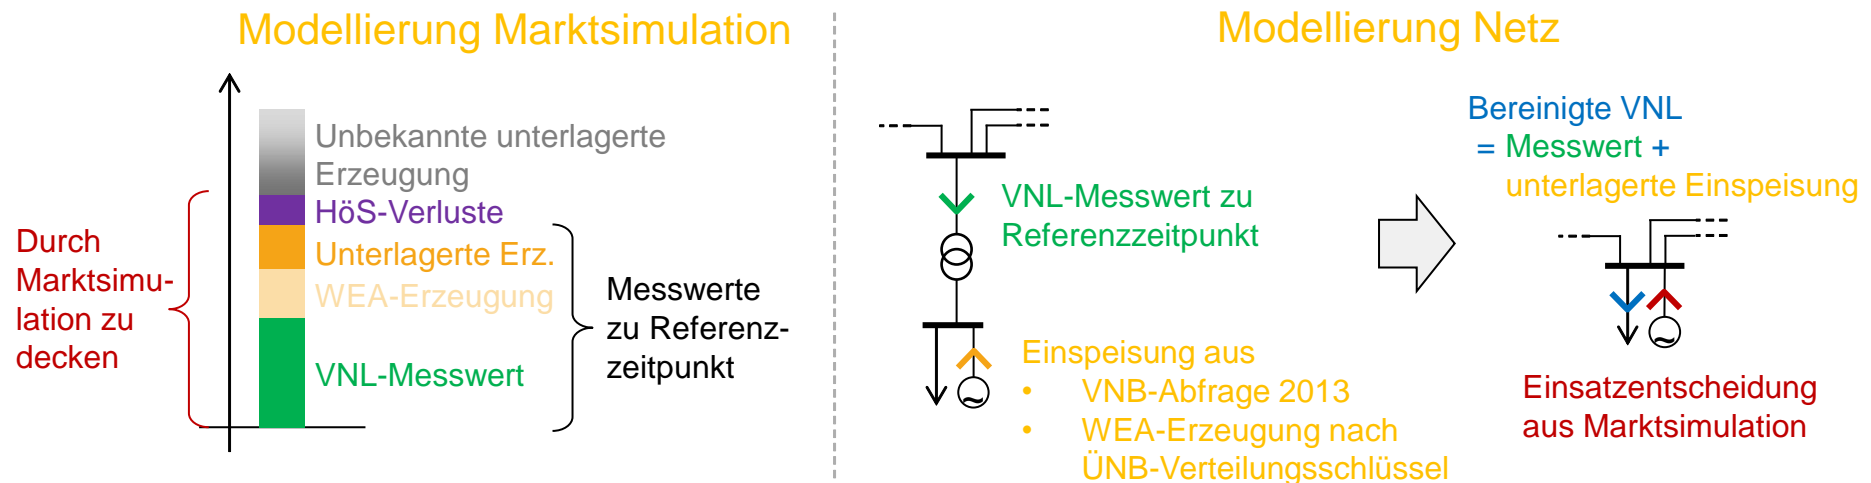 Modellierung Marktsimulation
Unbekannte unterlagerte
Erzeugung
HöS-Verluste
Unterlagerte Erz.
WEA-Erzeugung
VNL-Messwert
Durch
Marktsimu-
lation zu
decken
Messwerte
zu Referenz-
zeitpunkt
Modellierung Netz
VNL-Messwert zu
Referenzzeitpunkt
Einspeisung aus
• VNB-Abfrage 2013
• WEA-Erzeugung nach
ÜNB-Verteilungsschlüssel
Bereinigte VNL
= Messwert +
unterlagerte Einspeisung
Einsatzentscheidung
aus Marktsimulation